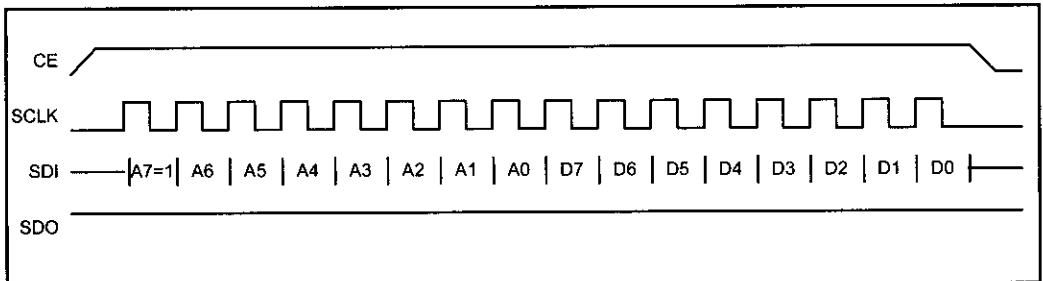 CE
SCLK
SDI A7=1 A6 A5 A4 A3 A2 A1 A0 D7 D6 D5 D4 D3 D2 D1 D0
SDO